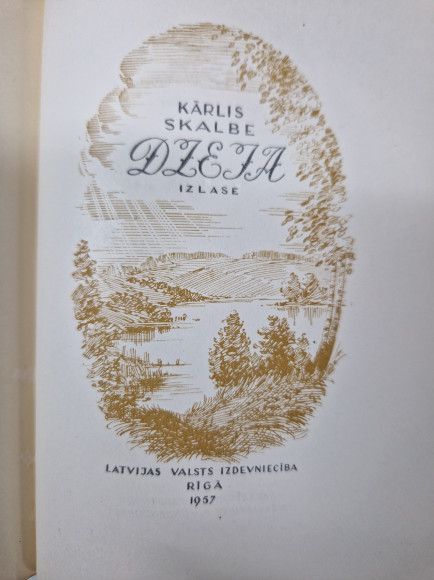 KĀRLIS
SKALBE
DZEJA
IZLASE
LATVIJAS VALSTS IZDEVNIECĪBA
RĪGĀ
1957